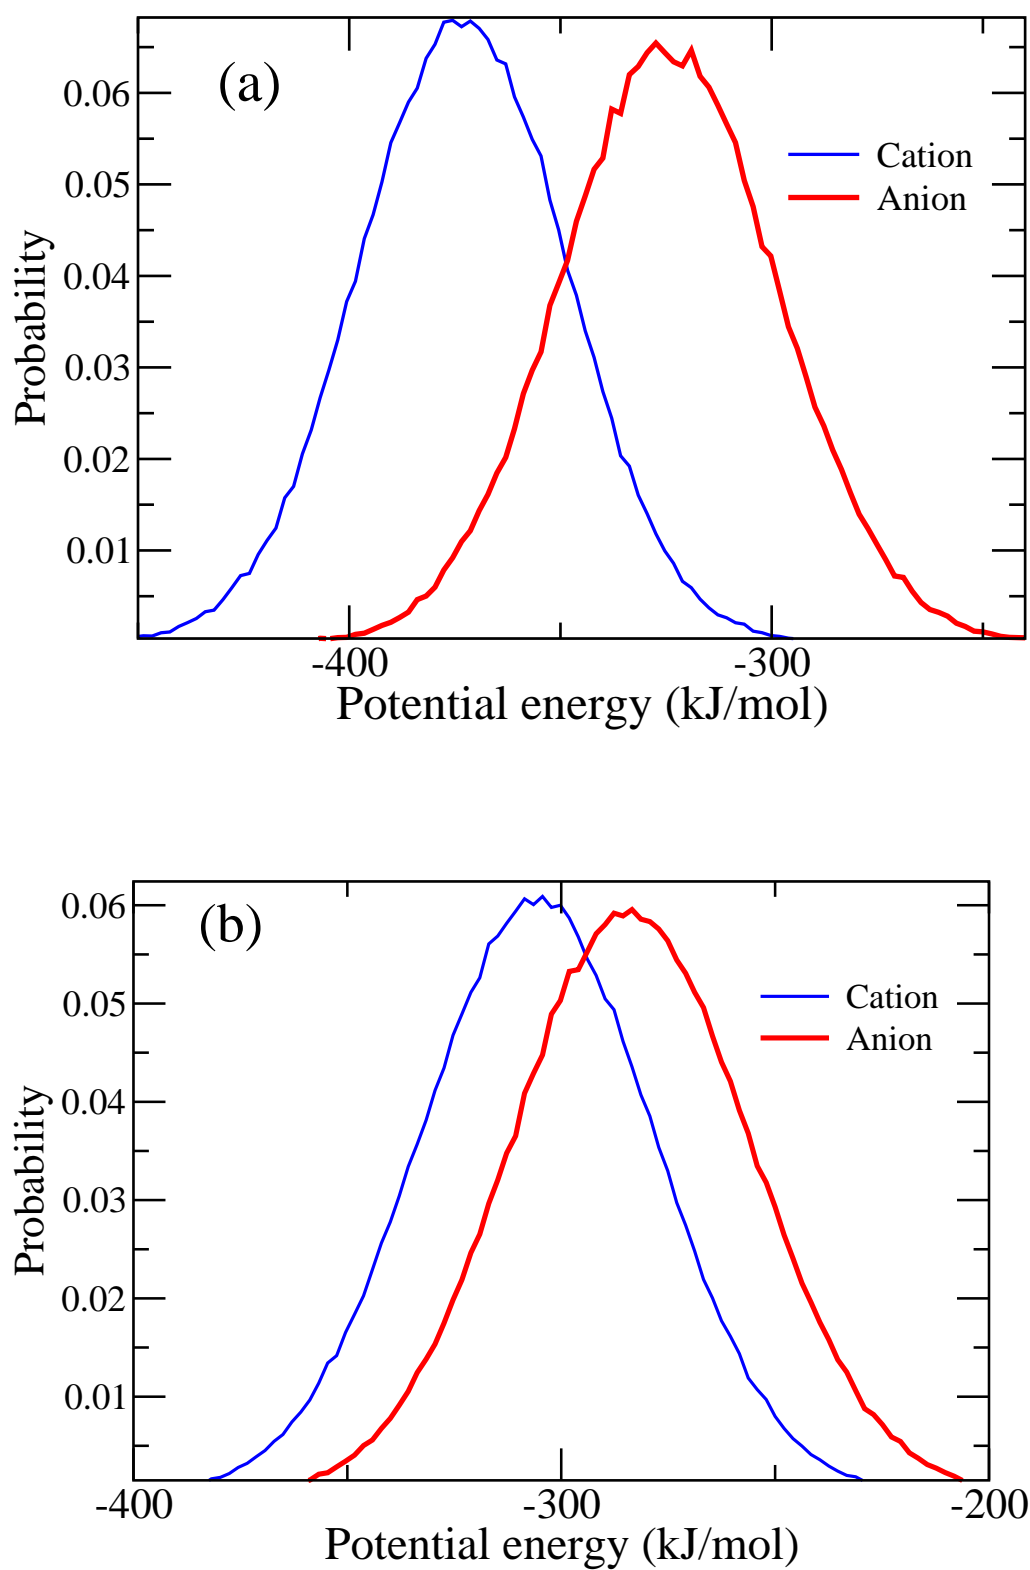 (a)
0.06
0.05
0.04
0.03
0.02
0.01
Probability
Cation
Anion
-400
-300
Potential energy (kJ/mol)
(b)
0.06
0.05
0.04
0.03
0.02
0.01
Probability
Cation
Anion
-400
-300
-200
Potential energy (kJ/mol)